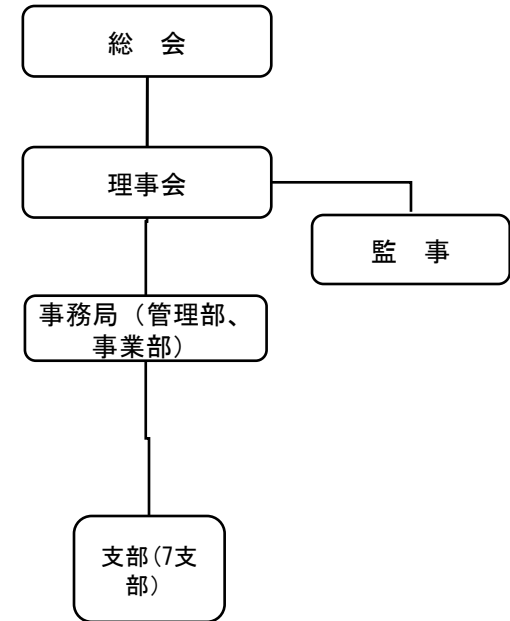 総　会
理事会
監　事
事務局（管理部、
事業部）
支部(7支
部）